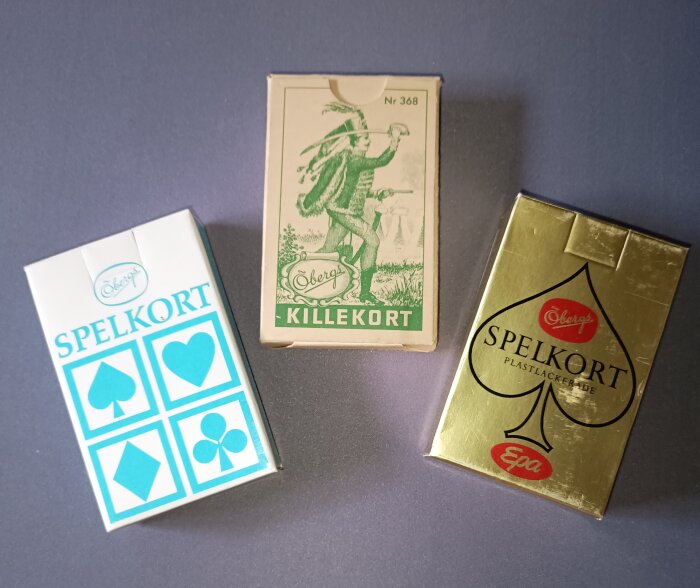 Öbergs
SPELKORT
Nr 368
Öbergs
KILLEKORT
Öbergs
SPELKORT
PLASTLACKERADE
Epa